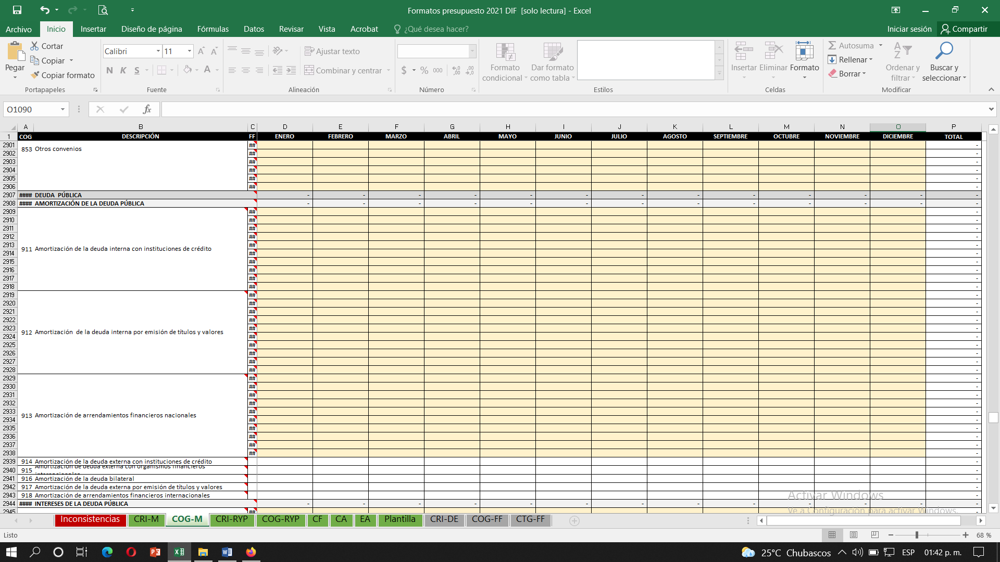 Formatos presupuesto 2021 DIF [solo lectura] - Excel
Archivo Inicio Insertar Diseño de página Fórmulas Datos Revisar Vista Acrobat ¿Qué desea hacer? Iniciar sesión Compartir
Pegar
Cortar
Copiar
Copiar formato
Portapapeles
Calibri 11
N K S
Fuente
Ajustar texto
Combinar y centrar
Alineación
$ % 000
Número
Formato condicional
Dar formato como tabla
Estilos
Insertar Eliminar Formato
Celdas
Autosuma
Rellenar
Borrar
Ordenar y filtrar
Buscar y seleccionar
Modificar
O1090 fx
A B C D E F G H I J K L M N O P
1 COG DESCRIPCIÓN FF ENERO FEBRERO MARZO ABRIL MAYO JUNIO JULIO AGOSTO SEPTIEMBRE OCTUBRE NOVIEMBRE DICIEMBRE TOTAL
2901 853 Otros convenios ## -
2902 ## -
2903 ## -
2904 ## -
2905 ## -
2906 ## -
2907 #### DEUDA PÚBLICA - - - - - - - - - - - - -
2908 #### AMORTIZACIÓN DE LA DEUDA PÚBLICA - - - - - - - - - - - - -
2909 ## -
2910 ## -
2911 ## -
2912 ## -
2913 ## -
911 Amortización de la deuda interna con instituciones de crédito
2914 ## -
2915 ## -
2916 ## -
2917 ## -
2918 ## -
2919 ## -
2920 ## -
2921 ## -
2922 ## -
2923 ## -
912 Amortización de la deuda interna por emisión de títulos y valores
2924 ## -
2925 ## -
2926 ## -
2927 ## -
2928 ## -
2929 ## -
2930 ## -
2931 ## -
2932 ## -
2933 ## -
913 Amortización de arrendamientos financieros nacionales
2934 ## -
2935 ## -
2936 ## -
2937 ## -
2938 ## -
2939 914 Amortización de la deuda externa con instituciones de crédito -
2940 915 Amortización de deuda externa con organismos financieros internacionales -
2941 916 Amortización de la deuda bilateral -
2942 917 Amortización de la deuda externa por emisión de títulos y valores -
2943 918 Amortización de arrendamientos financieros internacionales -
2944 #### INTERESES DE LA DEUDA PÚBLICA - - - - - - - - - - - - -
2945 ## -
Activar Windows
Ve a Configuración para activar Windows.
Inconsistencias CRI-M COG-M CRI-RYP COG-RYP CF CA EA Plantilla CRI-DE COG-FF CTG-FF
Listo 68 %
25°C Chubascos ESP 01:42 p. m.